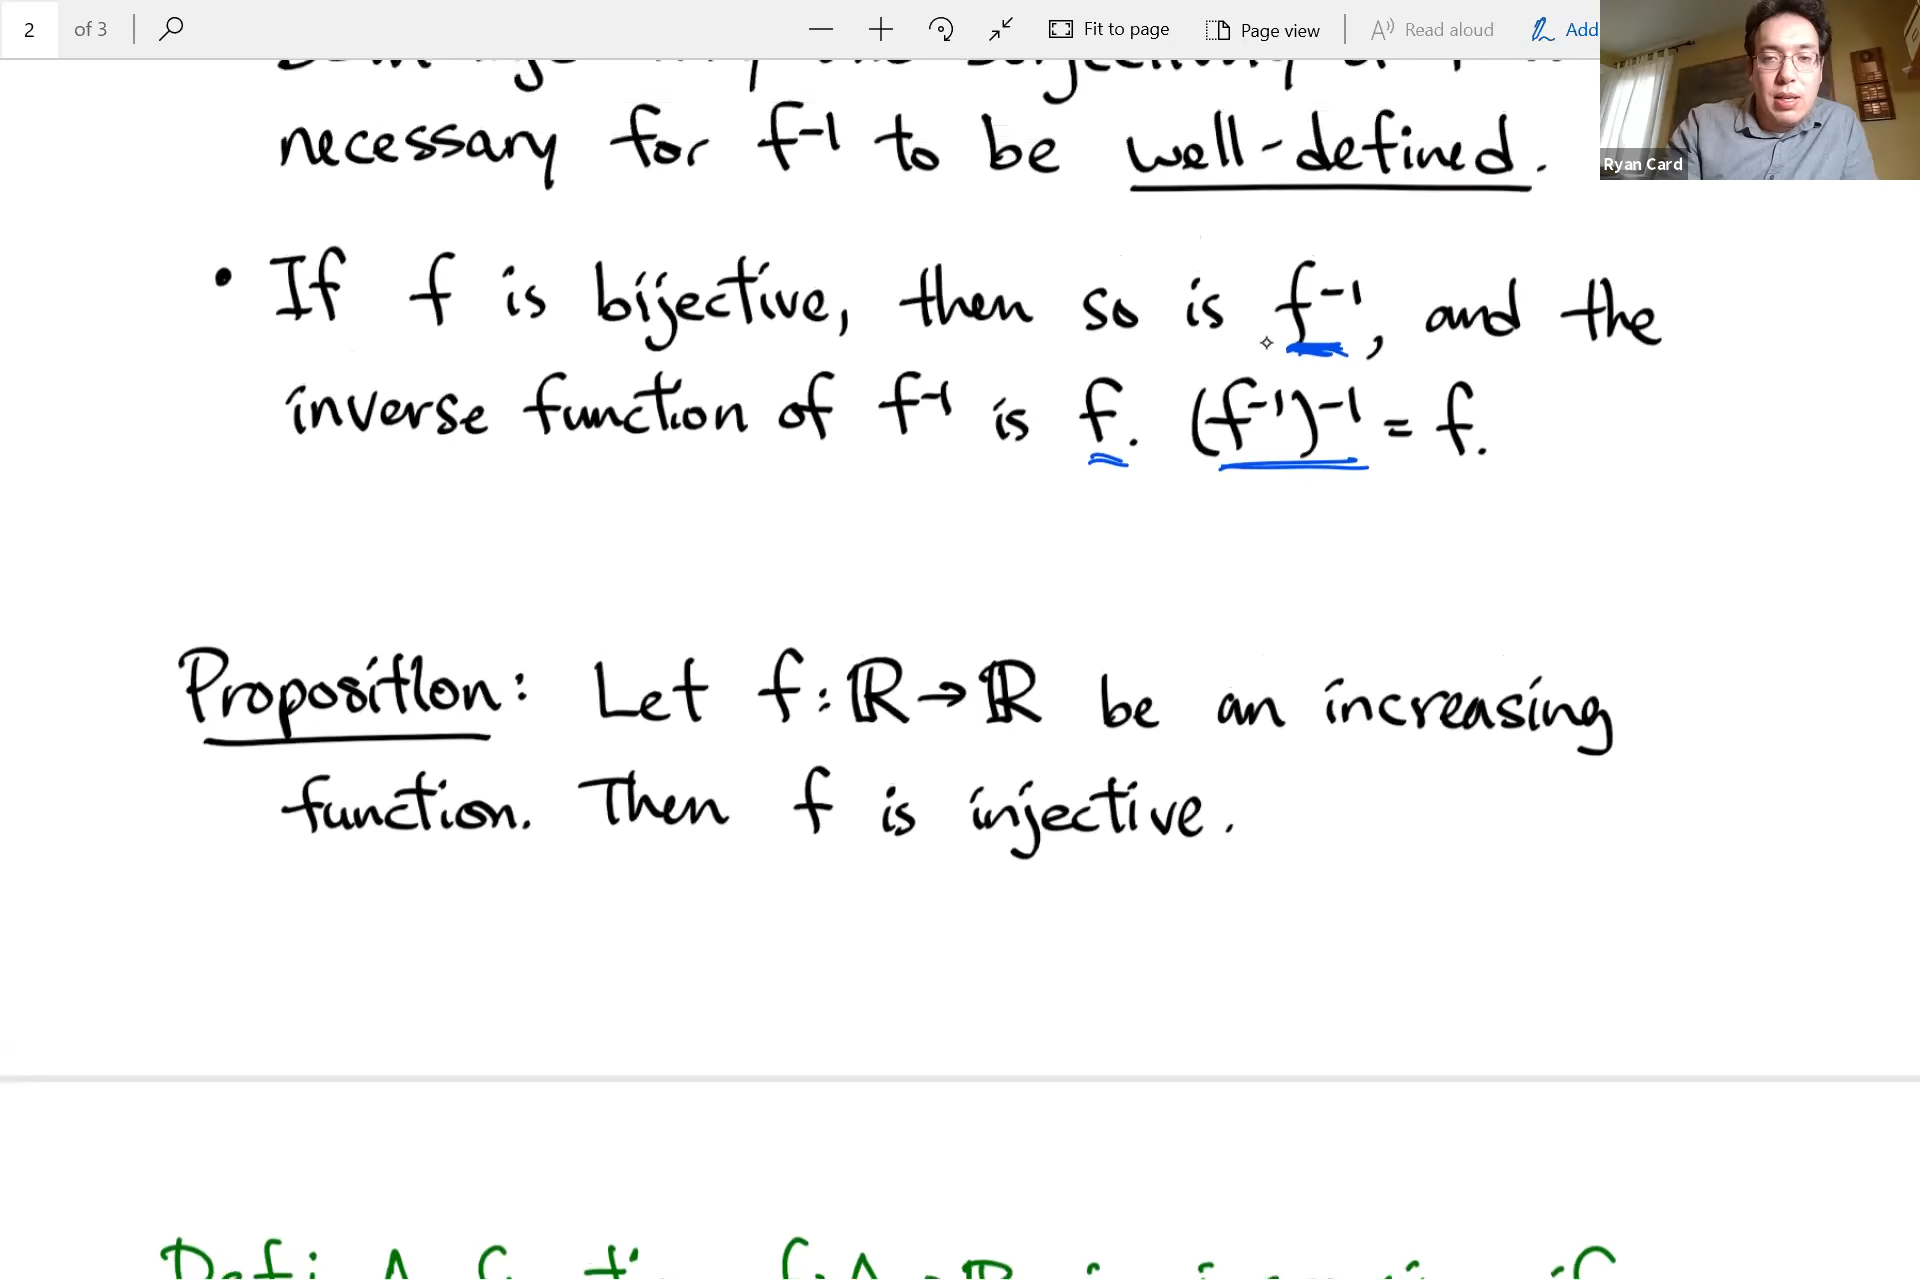 2 of 3 Fit to page Page view Read aloud Add
Ryan Card
necessary for f⁻¹ to be well-defined.
• If f is bijective, then so is f⁻¹, and the
inverse function of f⁻¹ is f. (f⁻¹)⁻¹ = f.
Proposition: Let f: ℝ → ℝ be an increasing
function. Then f is injective.